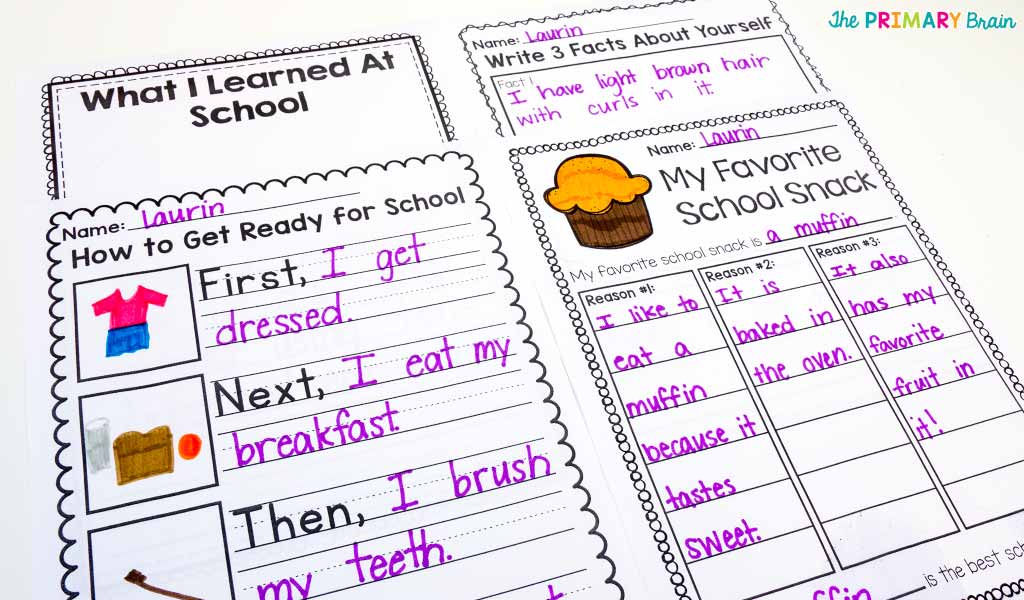 The PRIMARY Brain
What I Learned At
School
Name: Laurin
Write 3 Facts About Yourself
Fact 1
I have light brown hair
with curls in it.
Name: Laurin
How to Get Ready for School
First, I get
dressed.
Next, I eat my
breakfast.
Then, I brush
my teeth.
Name: Laurin
My Favorite
School Snack
My favorite school snack is a muffin.
Reason #1:
I like to
eat a
muffin
because it
tastes
sweet.
Reason #2:
It is
baked in
the oven.
Reason #3:
It also
has my
favorite
fruit in
it!
is the best